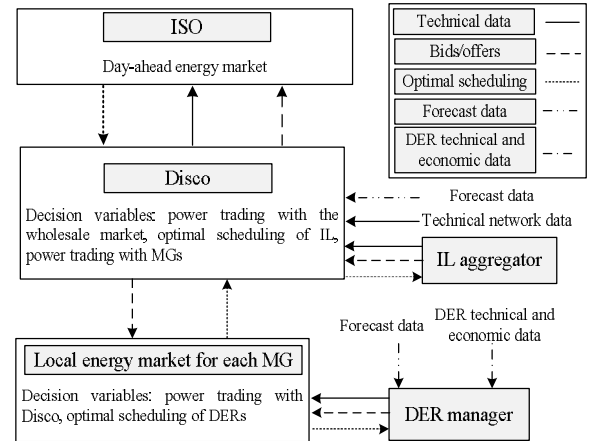 ISO
Day-ahead energy market
Technical data
Bids/offers
Optimal scheduling
Forecast data
DER technical and
economic data
Disco
Decision variables: power trading with the
wholesale market, optimal scheduling of IL,
power trading with MGs
Forecast data
Technical network data
IL aggregator
Forecast data
DER technical and
economic data
Local energy market for each MG
Decision variables: power trading with
Disco, optimal scheduling of DERs
DER manager